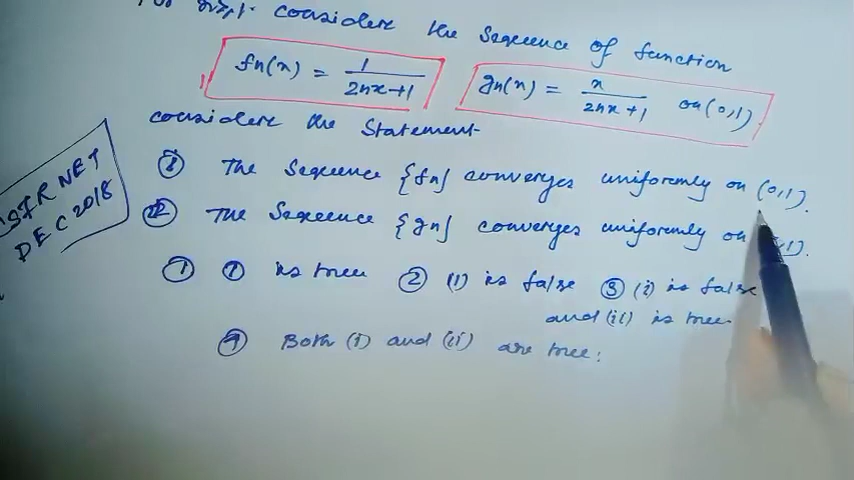 consider the Sequence of function
fn(x) = 1/2nx+1 gn(x) = x/2nx+1 on (0,1)
consider the Statement
The Sequence {fn} converges uniformly on (0,1).
The Sequence {gn} converges uniformly on
NET
DEC 2018
① ① is true ② (1) is false ③ (i) is false
and (ii) is true
④ Both (i) and (ii) are true: